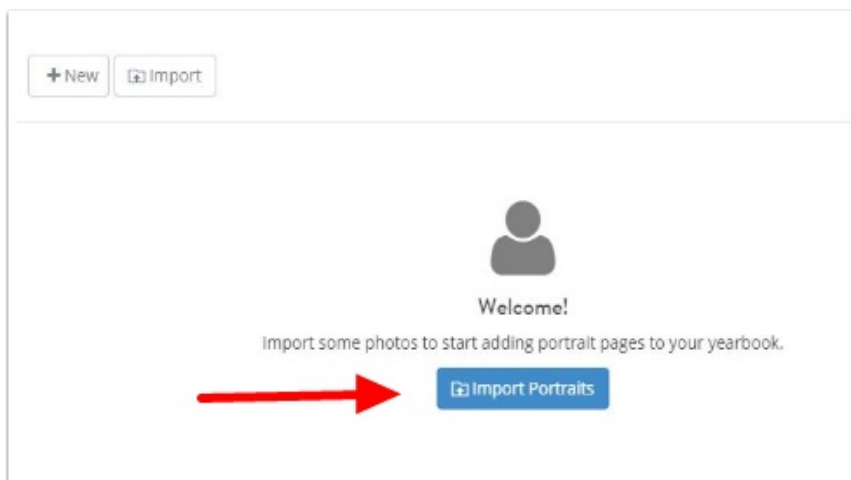 + New Import
Welcome!
Import some photos to start adding portrait pages to your yearbook.
Import Portraits